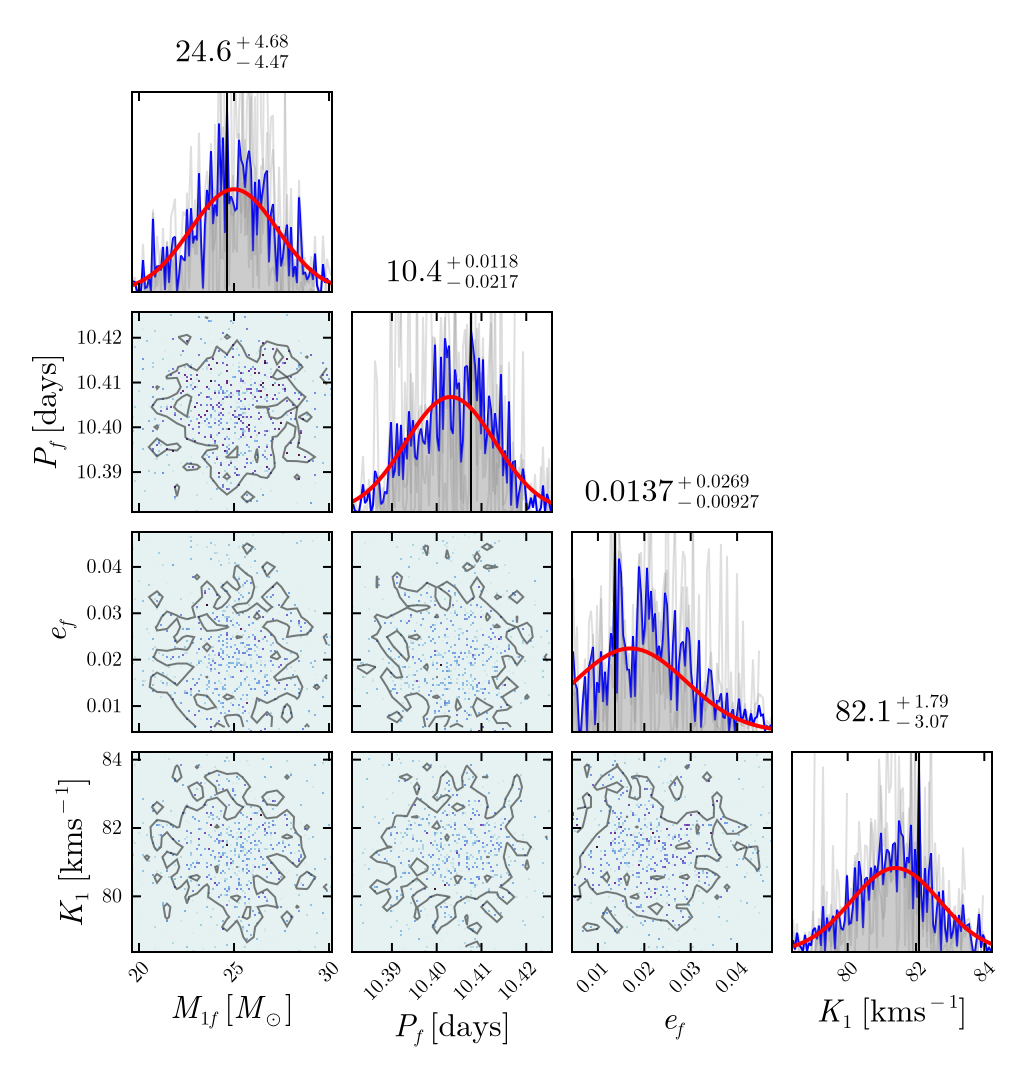 24.6 +4.68 −4.47
10.4 +0.0118 −0.0217
10.42
10.41
10.40
10.39
P_f [days]
0.0137 +0.0269 −0.00927
0.04
0.03
0.02
0.01
e_f
82.1 +1.79 −3.07
84
82
80
K_1 [kms^−1]
20 25 30
10.39 10.40 10.41 10.42
0.01 0.02 0.03 0.04
80 82 84
M_1f [M_⊙]
P_f [days]
e_f
K_1 [kms^−1]